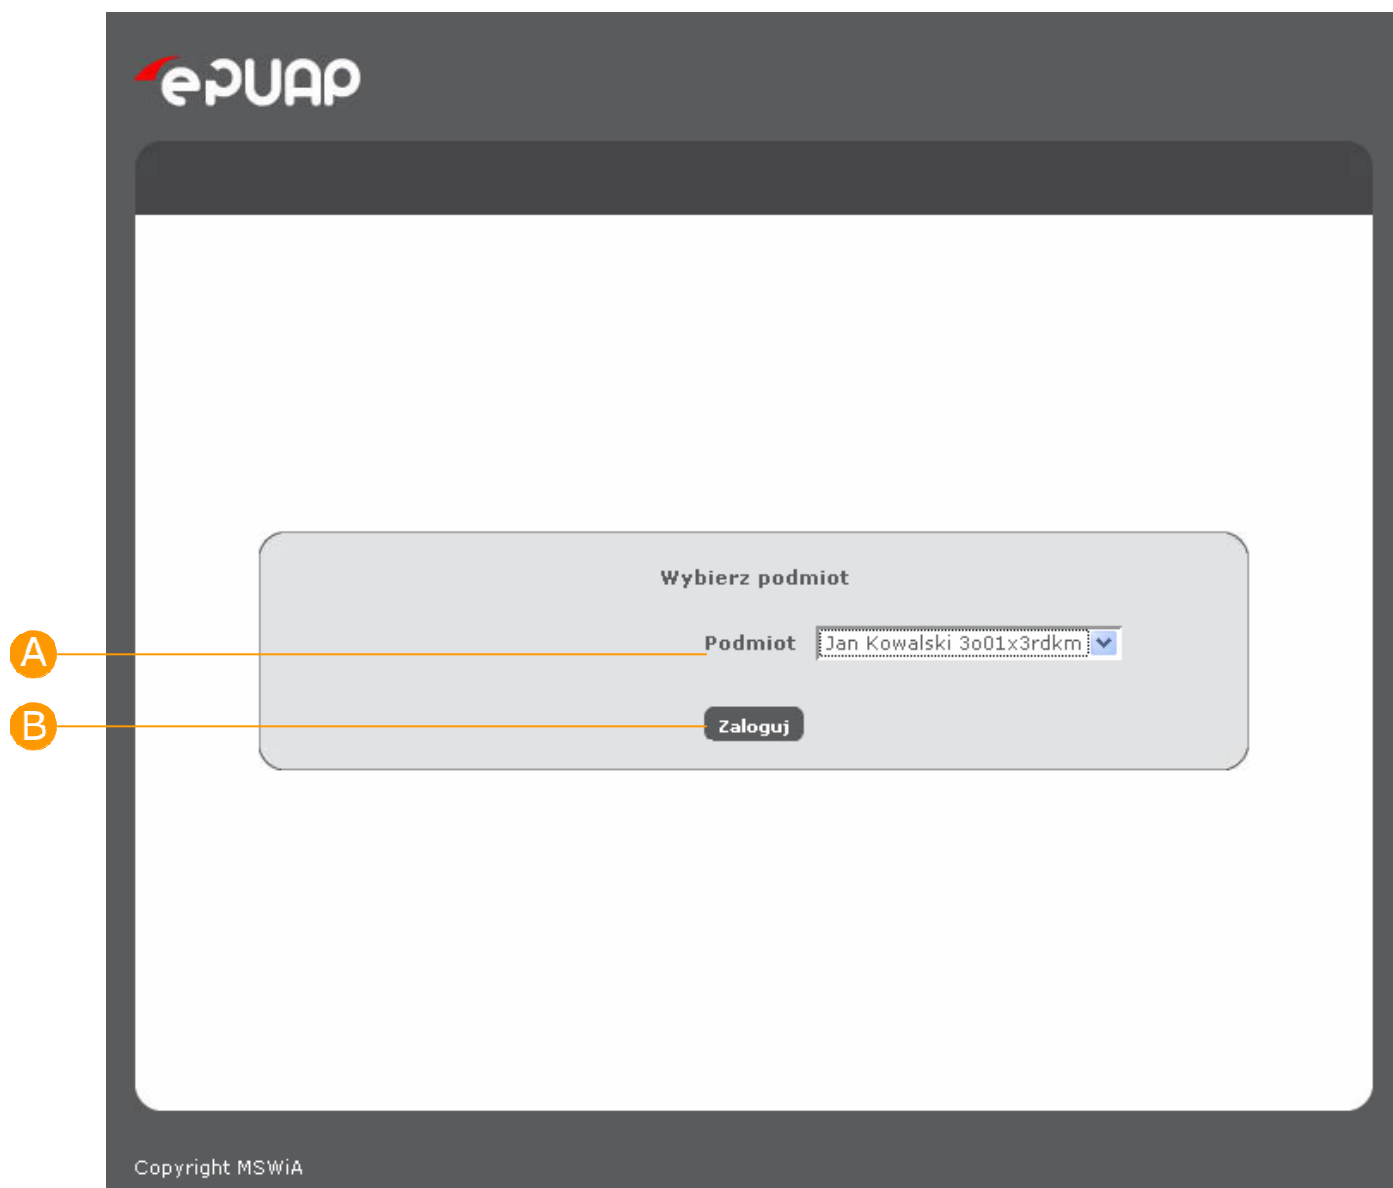 ePUAP
Wybierz podmiot
A
Podmiot Jan Kowalski 3o01x3rdkm
B
Zaloguj
Copyright MSWiA